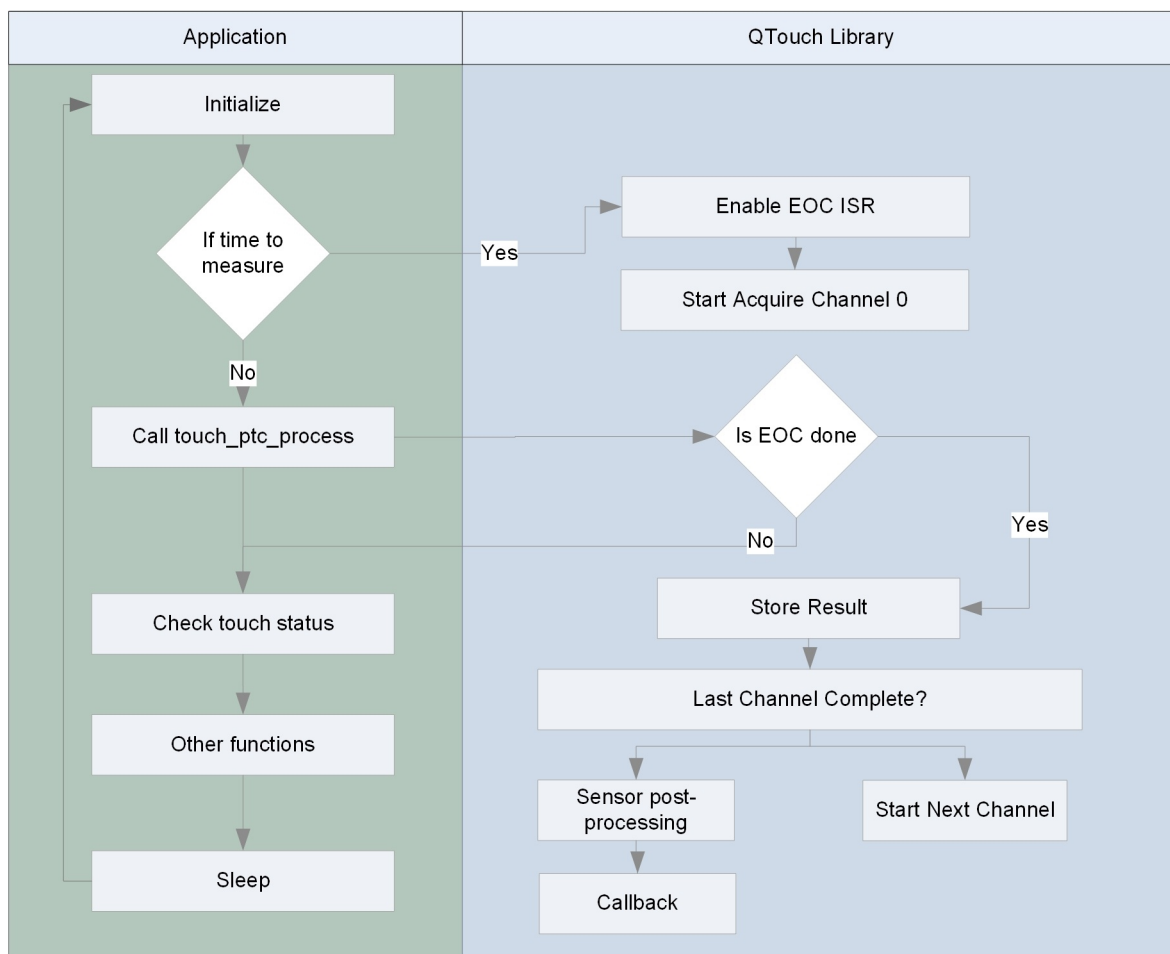 Application
QTouch Library
Initialize
If time to
measure
Yes
Enable EOC ISR
Start Acquire Channel 0
No
Call touch_ptc_process
Is EOC done
Yes
No
Check touch status
Store Result
Last Channel Complete?
Other functions
Sensor post-
processing
Start Next Channel
Sleep
Callback